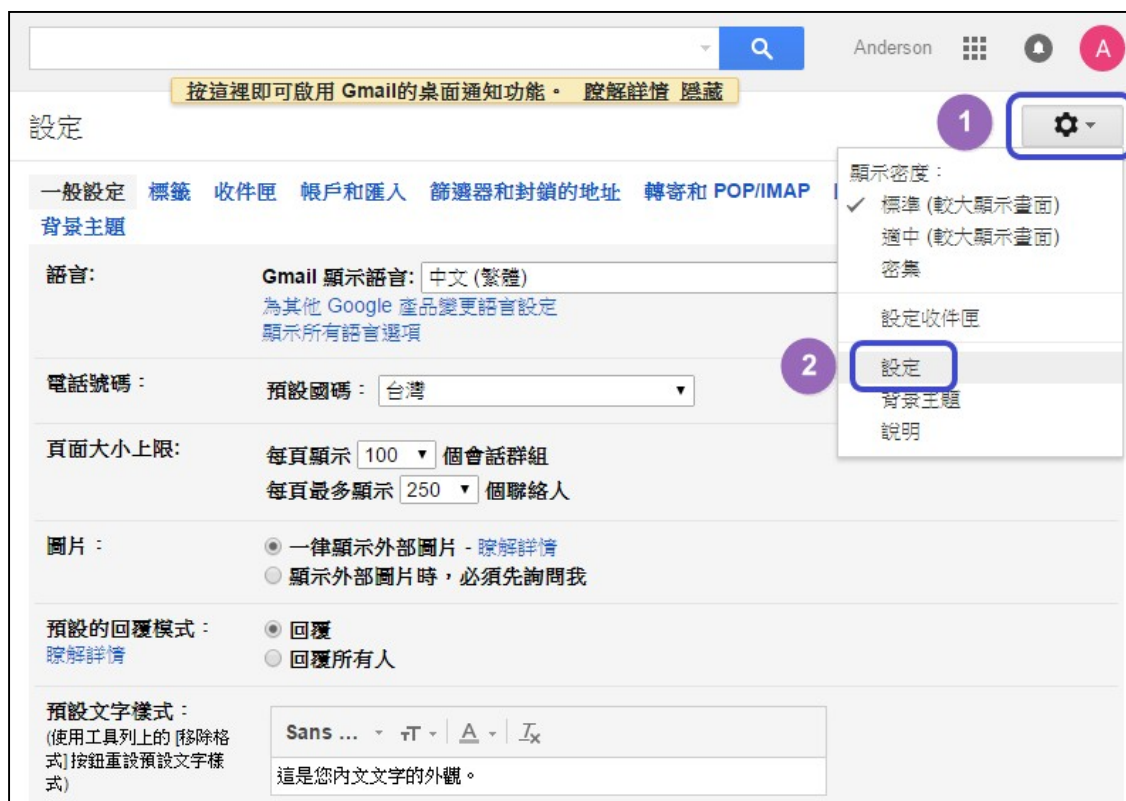 Anderson
A
按這裡即可啟用 Gmail的桌面通知功能。 瞭解詳情 隱藏
設定
1
一般設定 標籤 收件匣 帳戶和匯入 篩選器和封鎖的地址 轉寄和 POP/IMAP
背景主題
顯示密度：
✓ 標準 (較大顯示畫面)
適中 (較大顯示畫面)
密集
設定收件匣
2
設定
背景主題
說明
語言:
Gmail 顯示語言: 中文 (繁體)
為其他 Google 產品變更語言設定
顯示所有語言選項
電話號碼：
預設國碼： 台灣
頁面大小上限:
每頁顯示 100 個會話群組
每頁最多顯示 250 個聯絡人
圖片：
一律顯示外部圖片 - 瞭解詳情
顯示外部圖片時，必須先詢問我
預設的回覆模式：
瞭解詳情
回覆
回覆所有人
預設文字樣式：
(使用工具列上的 [移除格
式] 按鈕重設預設文字樣
式)
Sans ... TT A Tx
這是您內文文字的外觀。